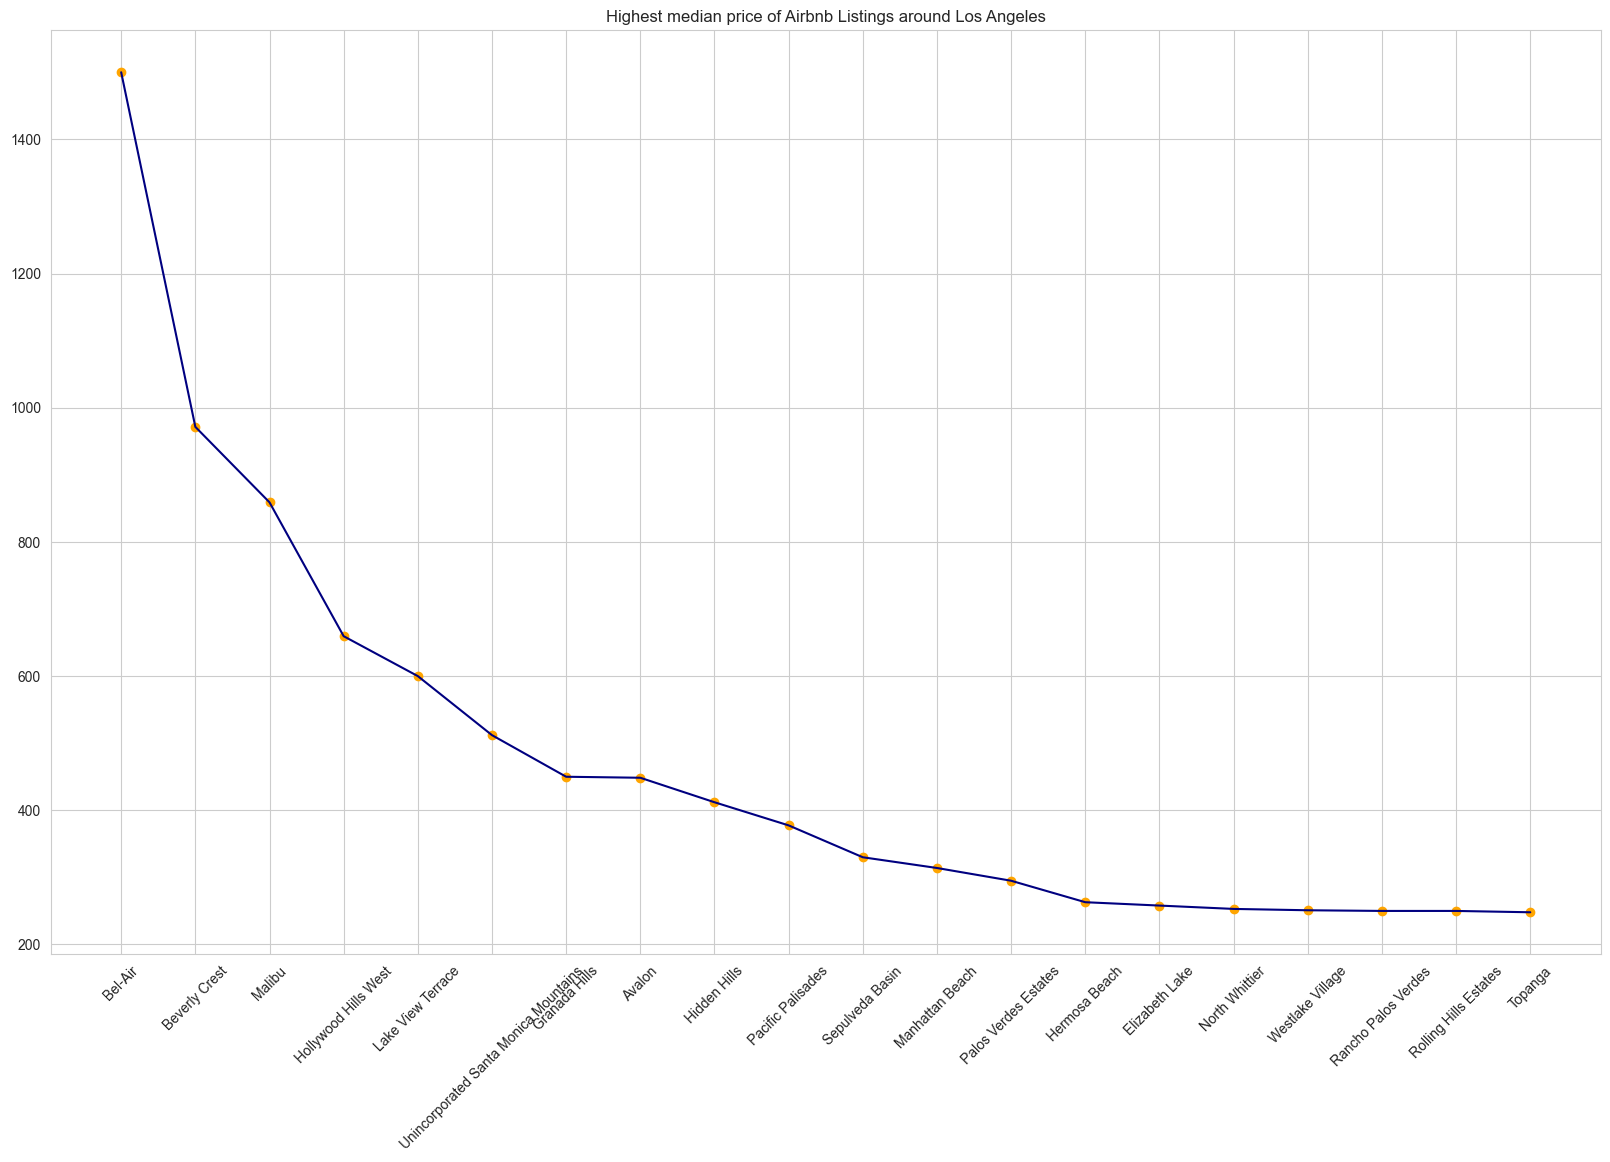 Highest median price of Airbnb Listings around Los Angeles
1400
1200
1000
800
600
400
200
Bel-Air
Beverly Crest
Malibu
Hollywood Hills West
Lake View Terrace
Unincorporated Santa Monica Mountains
Granada Hills
Avalon
Hidden Hills
Pacific Palisades
Sepulveda Basin
Manhattan Beach
Palos Verdes Estates
Hermosa Beach
Elizabeth Lake
North Whittier
Westlake Village
Rancho Palos Verdes
Rolling Hills Estates
Topanga